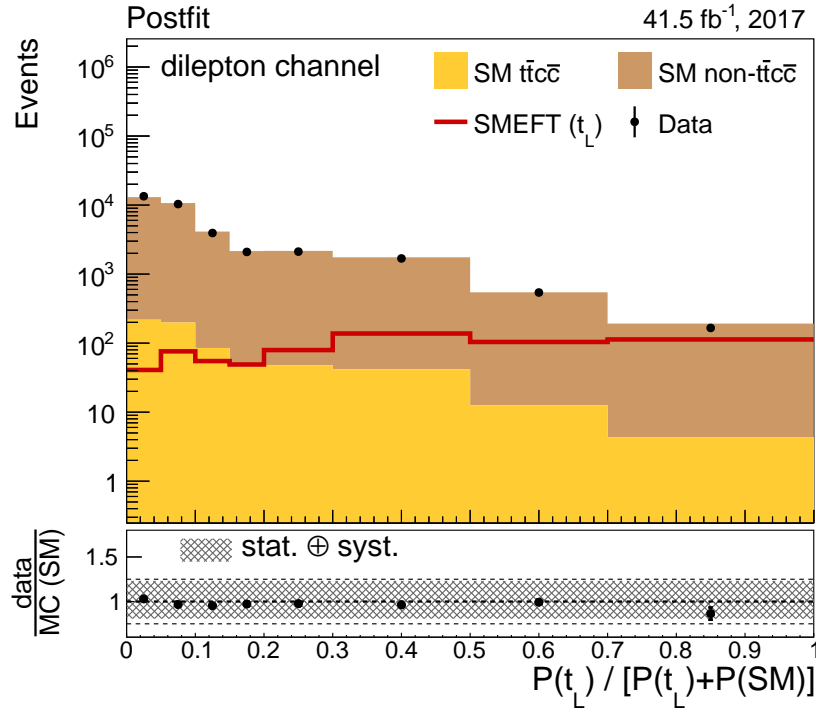 Postfit 41.5 fb⁻¹, 2017
Events
dilepton channel
SM tt̄cc̄
SM non-tt̄cc̄
SMEFT (t_L)
Data
10⁶
10⁵
10⁴
10³
10²
10
1
stat. ⊕ syst.
data
MC (SM)
1.5
1
0 0.1 0.2 0.3 0.4 0.5 0.6 0.7 0.8 0.9 1
P(t_L) / [P(t_L)+P(SM)]